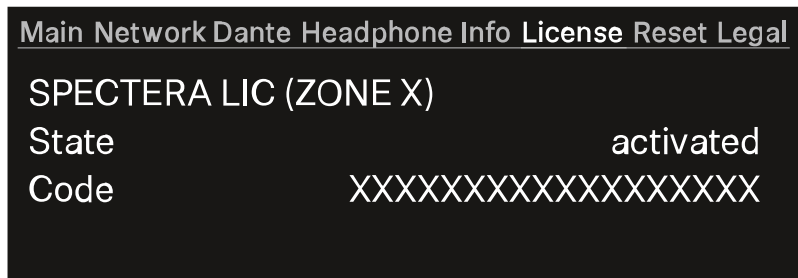 Main Network Dante Headphone Info License Reset Legal
SPECTERA LIC (ZONE X)
State activated
Code XXXXXXXXXXXXXXXXXX